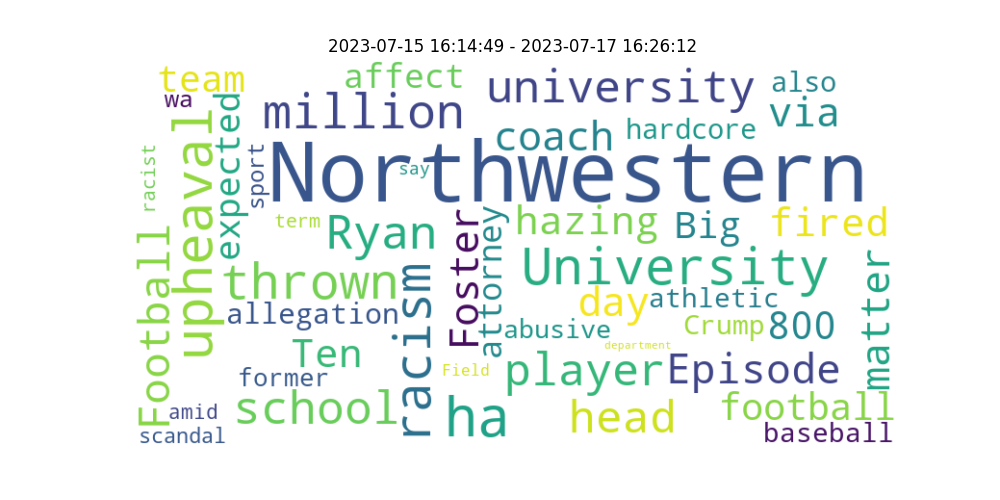 2023-07-15 16:14:49 - 2023-07-17 16:26:12
team
affect
university
also
wa
million
via
coach
hardcore
racist
upheaval
expected
sport
Northwestern
say
term
Ryan
Foster
attorney
hazing
Big
fired
Football
thrown
racism
University
matter
allegation
day
athletic
abusive
Crump
800
Ten
department
former
Field
player
Episode
amid
school
ha
head
football
scandal
baseball